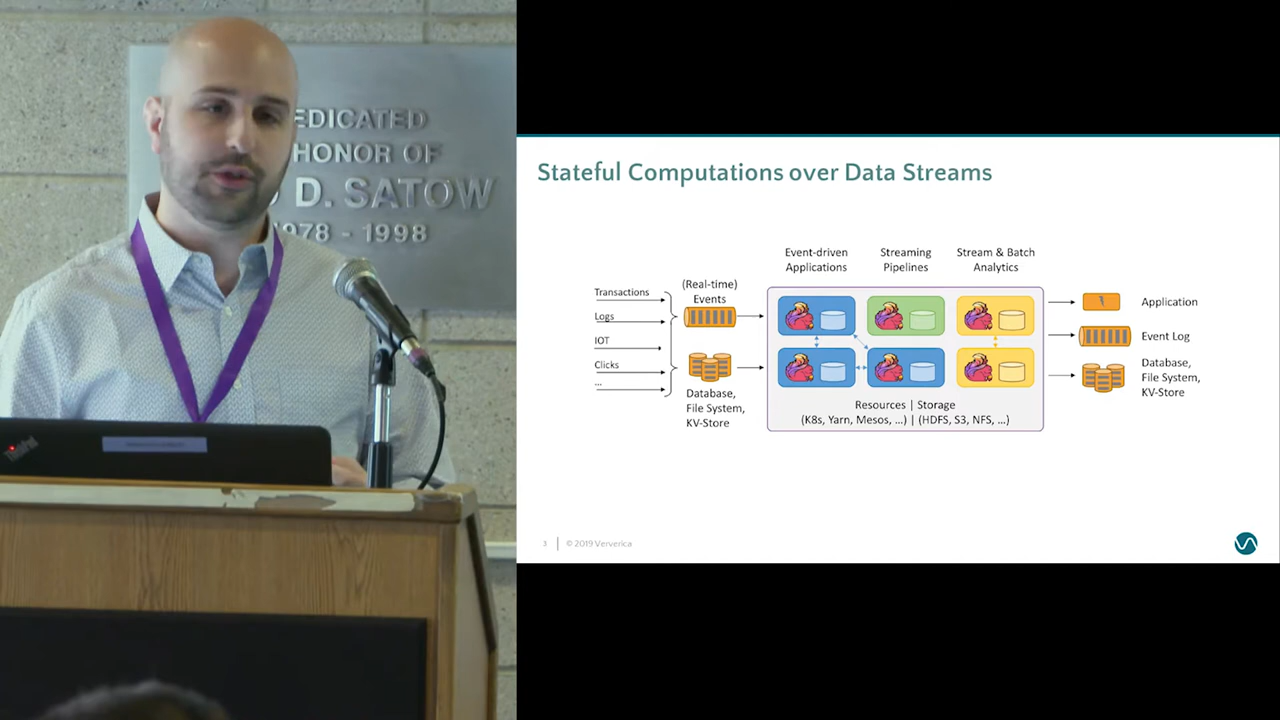 EDICATED
HONOR OF
D. SATOW
1978 - 1998
ThinkPad
Stateful Computations over Data Streams
Event-driven
Applications
Streaming
Pipelines
Stream & Batch
Analytics
Transactions
Logs
IOT
Clicks
...
(Real-time)
Events
Database,
File System,
KV-Store
Resources | Storage
(K8s, Yarn, Mesos, ...) | (HDFS, S3, NFS, ...)
Application
Event Log
Database,
File System,
KV-Store
3 | © 2019 Ververica